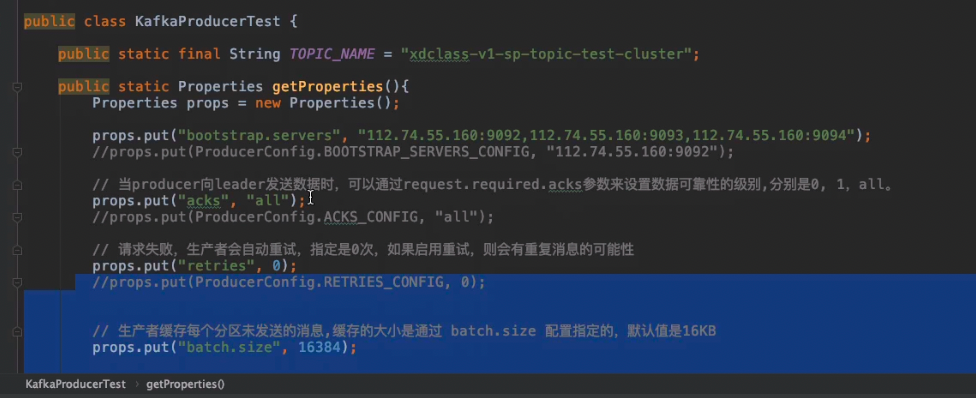 public class KafkaProducerTest {
public static final String TOPIC_NAME = "xdclass-v1-sp-topic-test-cluster";
public static Properties getProperties(){
Properties props = new Properties();
props.put("bootstrap.servers", "112.74.55.160:9092,112.74.55.160:9093,112.74.55.160:9094");
//props.put(ProducerConfig.BOOTSTRAP_SERVERS_CONFIG, "112.74.55.160:9092");
// 当producer向leader发送数据时，可以通过request.required.acks参数来设置数据可靠性的级别,分别是0, 1，all。
props.put("acks", "all");
//props.put(ProducerConfig.ACKS_CONFIG, "all");
// 请求失败，生产者会自动重试，指定是0次，如果启用重试，则会有重复消息的可能性
props.put("retries", 0);
//props.put(ProducerConfig.RETRIES_CONFIG, 0);
// 生产者缓存每个分区未发送的消息,缓存的大小是通过 batch.size 配置指定的，默认值是16KB
props.put("batch.size", 16384);
KafkaProducerTest › getProperties()